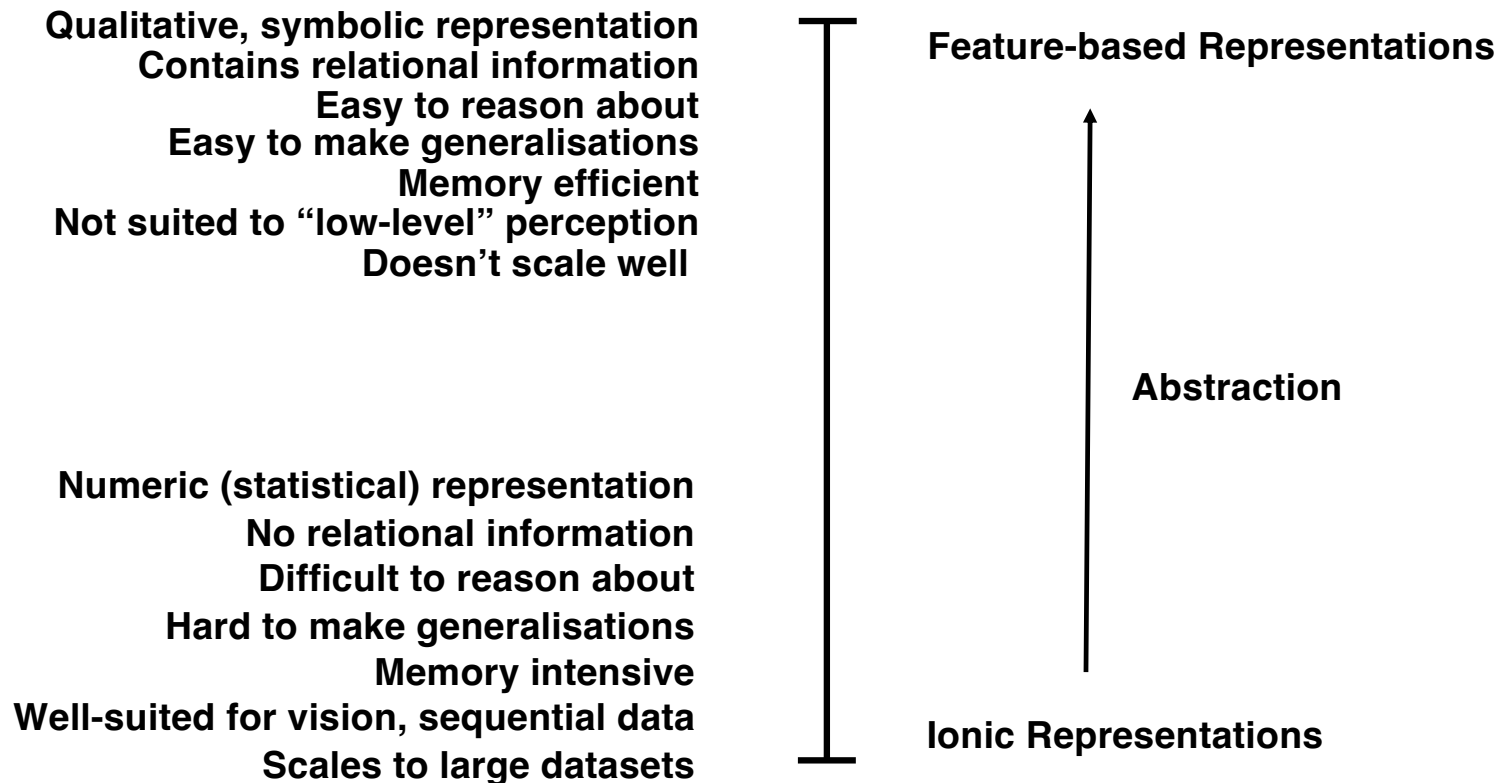 Qualitative, symbolic representation
Contains relational information
Easy to reason about
Easy to make generalisations
Memory efficient
Not suited to “low-level” perception
Doesn’t scale well
Feature-based Representations
Abstraction
Numeric (statistical) representation
No relational information
Difficult to reason about
Hard to make generalisations
Memory intensive
Well-suited for vision, sequential data
Scales to large datasets
Ionic Representations